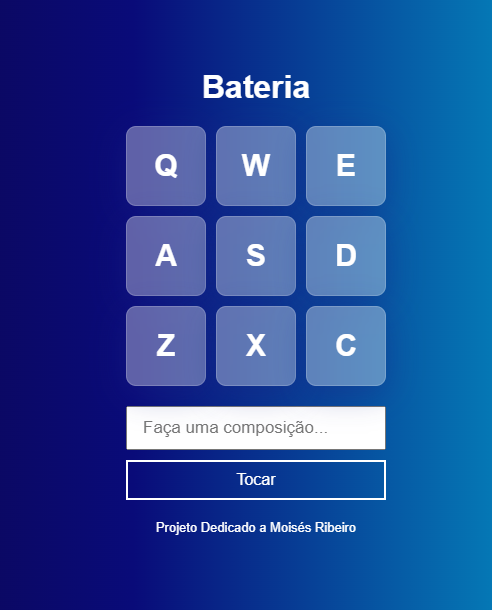 Bateria
Q W E
A S D
Z X C
Faça uma composição...
Tocar
Projeto Dedicado a Moisés Ribeiro